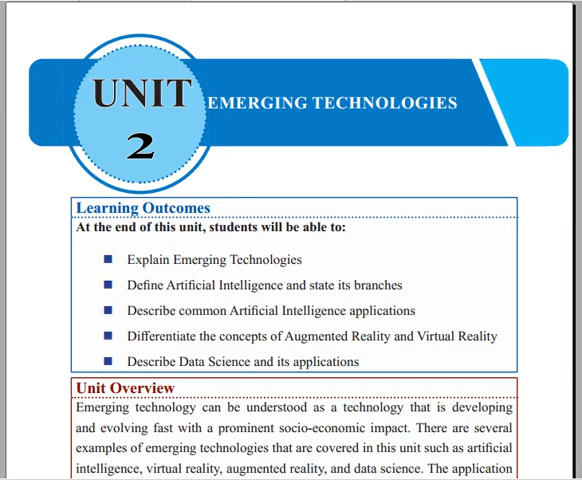 UNIT
2
EMERGING TECHNOLOGIES
Learning Outcomes
At the end of this unit, students will be able to:
Explain Emerging Technologies
Define Artificial Intelligence and state its branches
Describe common Artificial Intelligence applications
Differentiate the concepts of Augmented Reality and Virtual Reality
Describe Data Science and its applications
Unit Overview
Emerging technology can be understood as a technology that is developing
and evolving fast with a prominent socio-economic impact. There are several
examples of emerging technologies that are covered in this unit such as artificial
intelligence, virtual reality, augmented reality, and data science. The application